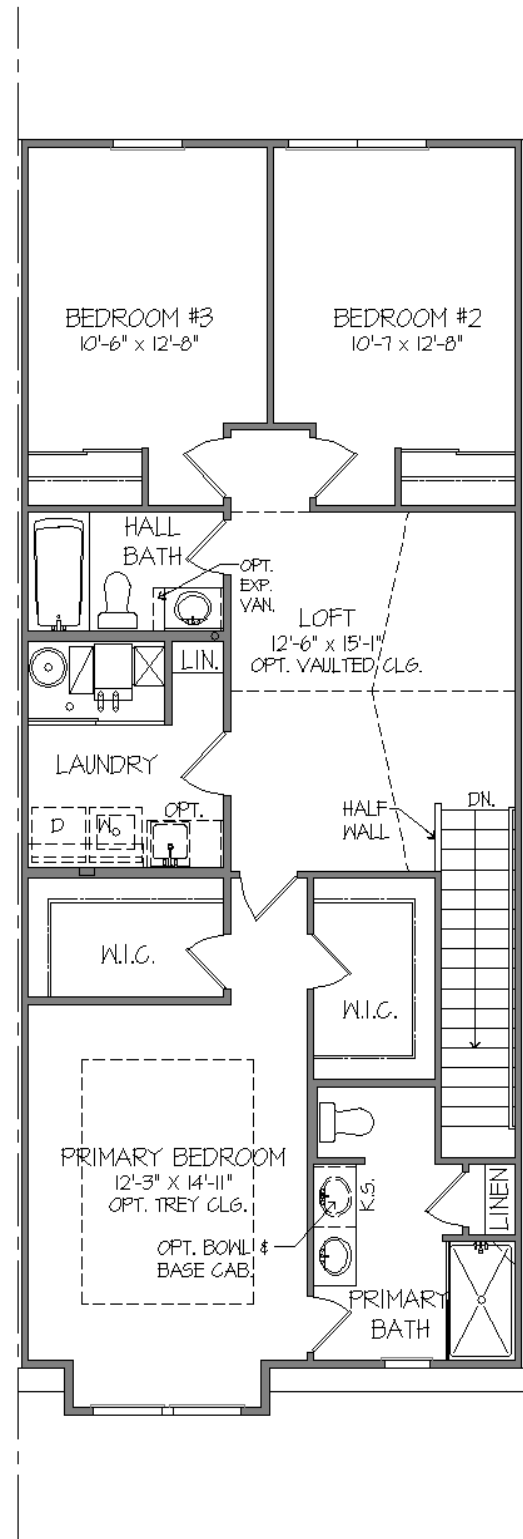 BEDROOM #3
10'-6" x 12'-8"
BEDROOM #2
10'-7 x 12'-8"
HALL
BATH
OPT.
EXP.
VAN.
LOFT
12'-6" x 15'-1"
OPT. VAULTED CLG.
LIN.
LAUNDRY
OPT.
D
W
HALF
WALL
DN.
W.I.C.
W.I.C.
PRIMARY BEDROOM
12'-3" X 14'-11"
OPT. TREY CLG.
K.S.
LINEN
OPT. BOWL &
BASE CAB.
PRIMARY
BATH